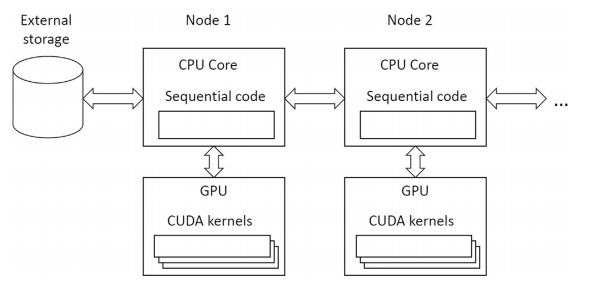 External
storage
Node 1
Node 2
CPU Core
Sequential code
CPU Core
Sequential code
...
GPU
CUDA kernels
GPU
CUDA kernels